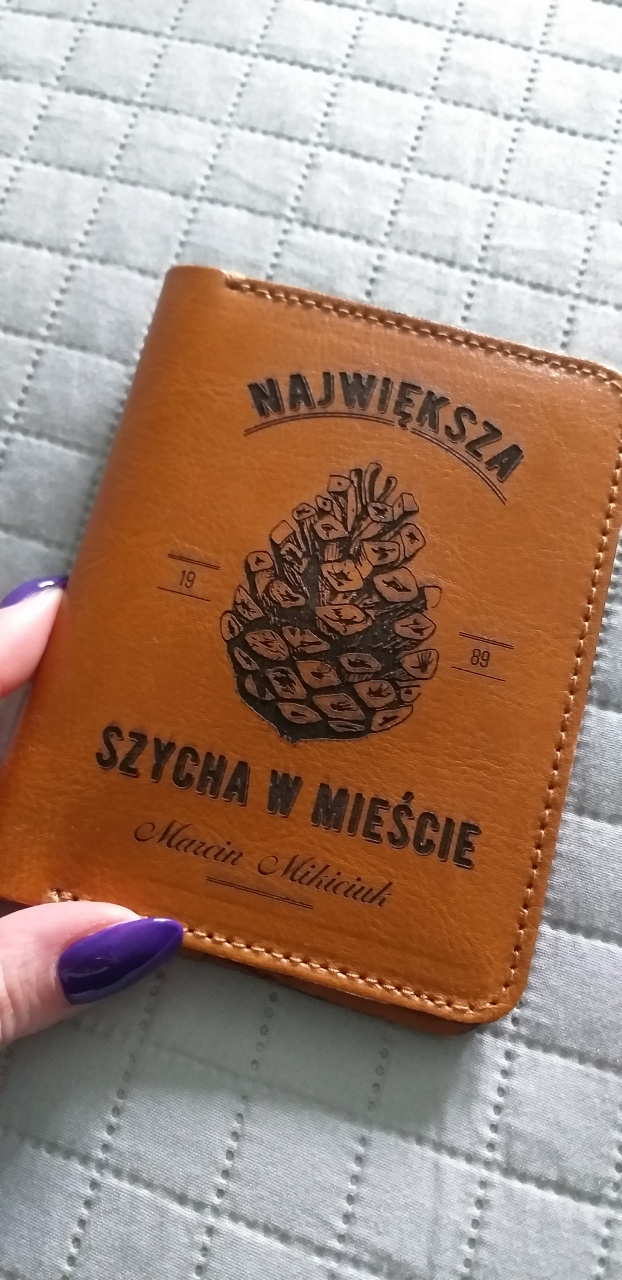 NAJWIĘKSZA
19
89
SZYCHA W MIEŚCIE
Marcin Mikiciuk